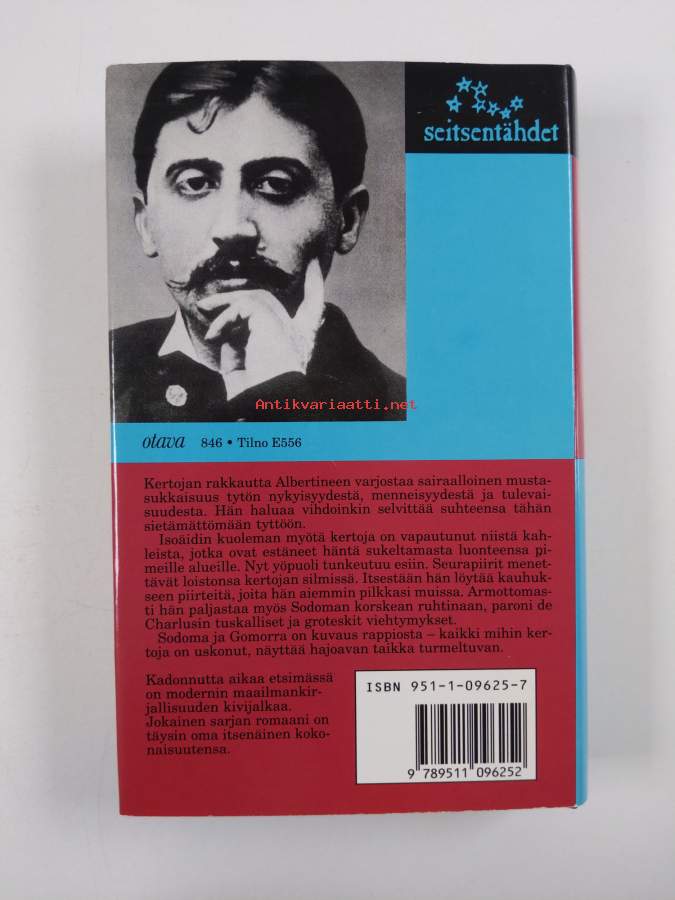 seitsentähdet
Antikvariaatti.net
otava 846 • Tilno E556
Kertojan rakkautta Albertineen varjostaa sairaalloinen musta-
sukkaisuus tytön nykyisyydestä, menneisyydestä ja tulevai-
suudesta. Hän haluaa vihdoinkin selvittää suhteensa tähän
sietämättömään tyttöön.
Isoäidin kuoleman myötä kertoja on vapautunut niistä kah-
leista, jotka ovat estäneet häntä sukeltamasta luonteensa pi-
meille alueille. Nyt yöpuoli tunkeutuu esiin. Seurapiirit menet-
tävät loistonsa kertojan silmissä. Itsestään hän löytää kauhuk-
seen piirteitä, joita hän aiemmin pilkkasi muissa. Armottomas-
ti hän paljastaa myös Sodoman korskean ruhtinaan, paroni de
Charlusin tuskalliset ja groteskit viehtymykset.
Sodoma ja Gomorra on kuvaus rappiosta – kaikki mihin ker-
toja on uskonut, näyttää hajoavan taikka turmeltuvan.
Kadonnutta aikaa etsimässä
on modernin maailmankir-
jallisuuden kivijalkaa.
Jokainen sarjan romaani on
täysin oma itsenäinen koko-
naisuutensa.
ISBN 951-1-09625-7
9 789511 096252